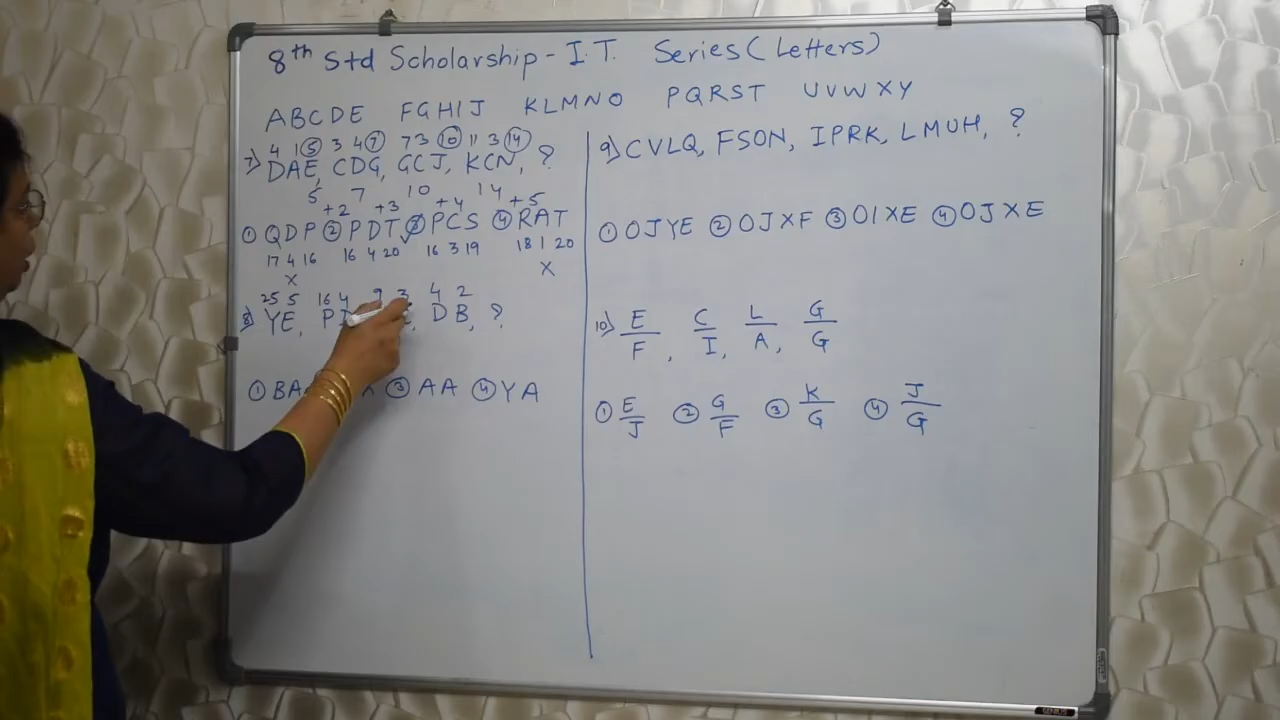 8th Std Scholarship - I.T. Series (Letters)
ABCDE FGHIJ KLMNO PQRST UVWXY
4 1 5 3 4 7 7 3 10 11 3 14
7) DAE, CDG, GCJ, KCN, ?
5 7 10 14
+2 +3 +4 +5
① QDP ② PDT ③ PCS ④ RAT
17 4 16 16 4 20 16 3 19 18 1 20
x x
25 5 16 4 9 3 4 2
8) YE, P DB, ?
① BA ③ AA ④ YA
9) CVLQ, FSON, IPRK, LMUH, ?
① OJYE ② OJXF ③ OIXE ④ OJXE
10) E/F, C/I, L/A, G/G
① E/J ② G/F ③ K/G ④ J/G